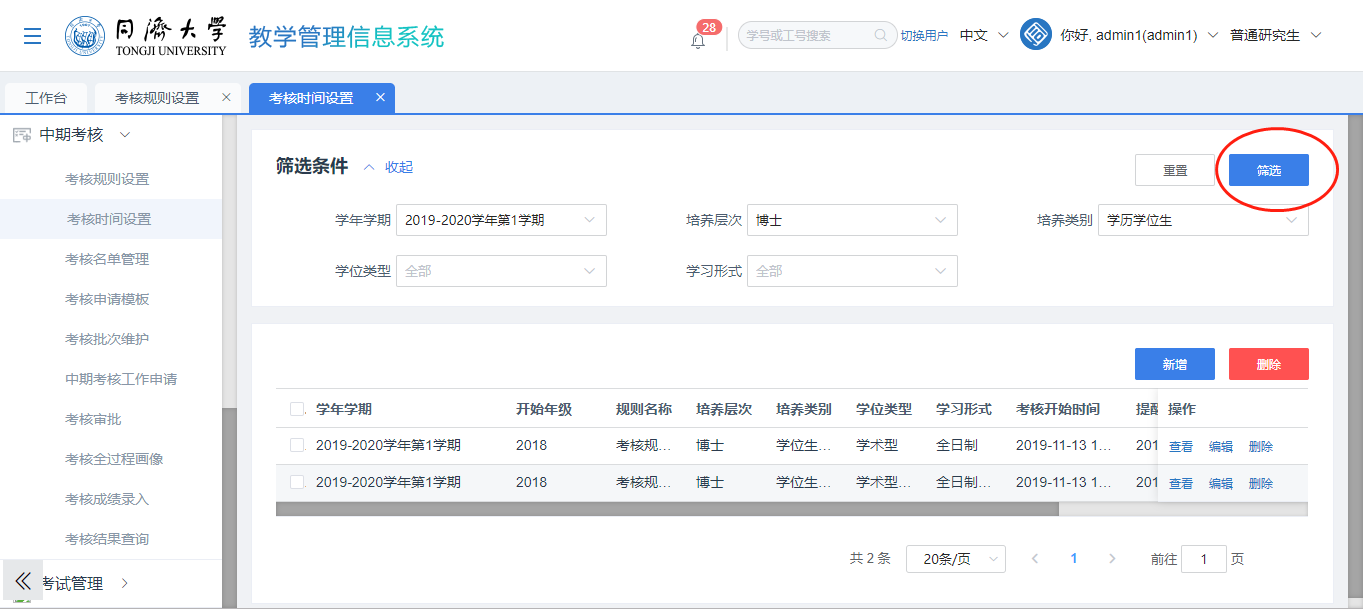 同濟大學
TONGJI UNIVERSITY
教学管理信息系统
28
学号或工号搜索
切换用户
中文
你好, admin1(admin1)
普通研究生
工作台
考核规则设置
考核时间设置
中期考核
考核规则设置
考核时间设置
考核名单管理
考核申请模板
考核批次维护
中期考核工作申请
考核审批
考核全过程画像
考核成绩录入
考核结果查询
考试管理
筛选条件 收起
重置 筛选
学年学期 2019-2020学年第1学期 培养层次 博士 培养类别 学历学位生
学位类型 全部 学习形式 全部
新增 删除
学年学期 开始年级 规则名称 培养层次 培养类别 学位类型 学习形式 考核开始时间 提醒 操作
2019-2020学年第1学期 2018 考核规... 博士 学位生... 学术型 全日制 2019-11-13 1... 201 查看 编辑 删除
2019-2020学年第1学期 2018 考核规... 博士 学位生... 学术型... 全日制... 2019-11-13 1... 201 查看 编辑 删除
共 2 条 20条/页 1 前往 1 页